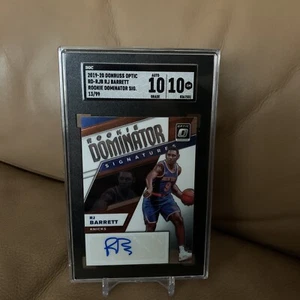 SGC
2019-20 DONRUSS OPTIC
RD-RJB RJ BARRETT
ROOKIE DOMINATOR SIG.
13/99
AUTO
10
10
ROOKIE
DOMINATOR
SIGNATURES
OPTIC
RJ
BARRETT
KNICKS